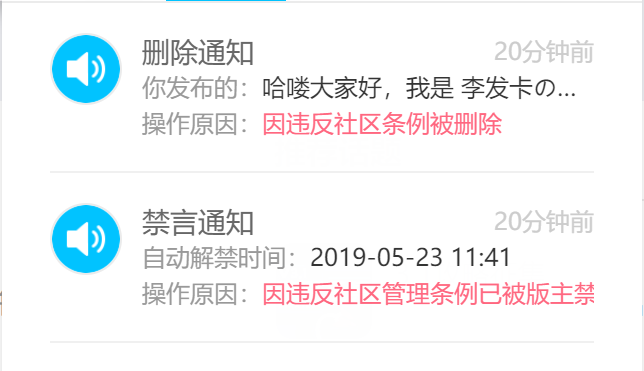 删除通知 20分钟前
你发布的：哈喽大家好，我是 李发卡の...
操作原因：因违反社区条例被删除
禁言通知 20分钟前
自动解禁时间：2019-05-23 11:41
操作原因：因违反社区管理条例已被版主禁